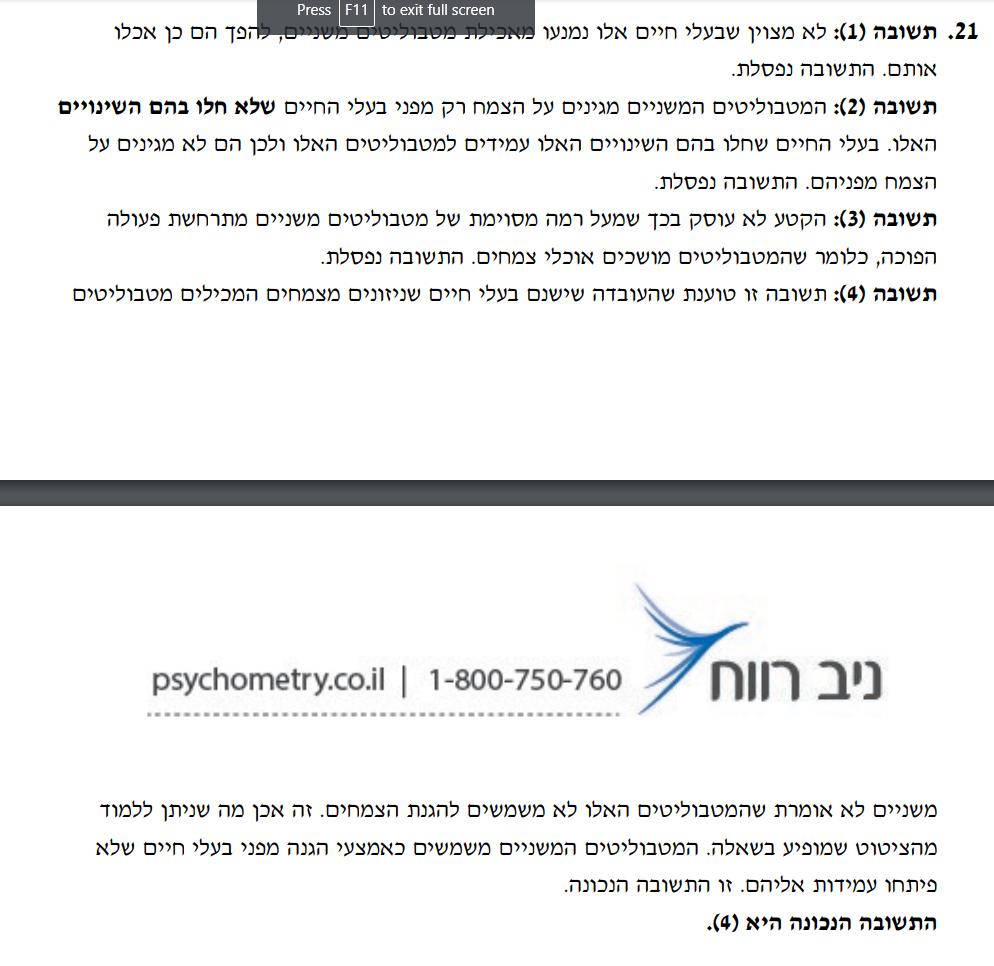 Press F11 to exit full screen
21. תשובה (1): לא מצוין שבעלי חיים אלו נמנעו מאכילת מטבוליטים משניים, להפך הם כן אכלו
אותם. התשובה נפסלת.
תשובה (2): המטבוליטים המשניים מגינים על הצמח רק מפני בעלי החיים שלא חלו בהם השינויים
האלו. בעלי החיים שחלו בהם השינויים האלו עמידים למטבוליטים האלו ולכן הם לא מגינים על
הצמח מפניהם. התשובה נפסלת.
תשובה (3): הקטע לא עוסק בכך שמעל רמה מסוימת של מטבוליטים משניים מתרחשת פעולה
הפוכה, כלומר שהמטבוליטים מושכים אוכלי צמחים. התשובה נפסלת.
תשובה (4): תשובה זו טוענת שהעובדה שישנם בעלי חיים שניזונים מצמחים המכילים מטבוליטים
ניב רווח
psychometry.co.il | 1-800-750-760
משניים לא אומרת שהמטבוליטים האלו לא משמשים להגנת הצמחים. זה אכן מה שניתן ללמוד
מהציטוט שמופיע בשאלה. המטבוליטים המשניים משמשים כאמצעי הגנה מפני בעלי חיים שלא
פיתחו עמידות אליהם. זו התשובה הנכונה.
התשובה הנכונה היא (4).